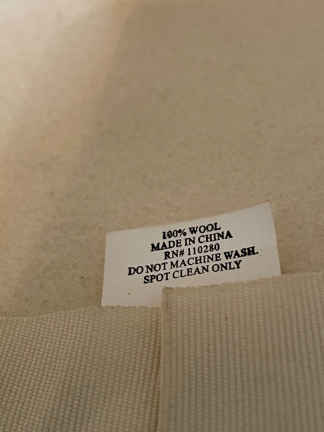 100% WOOL
MADE IN CHINA
RN# 110280
DO NOT MACHINE WASH.
SPOT CLEAN ONLY